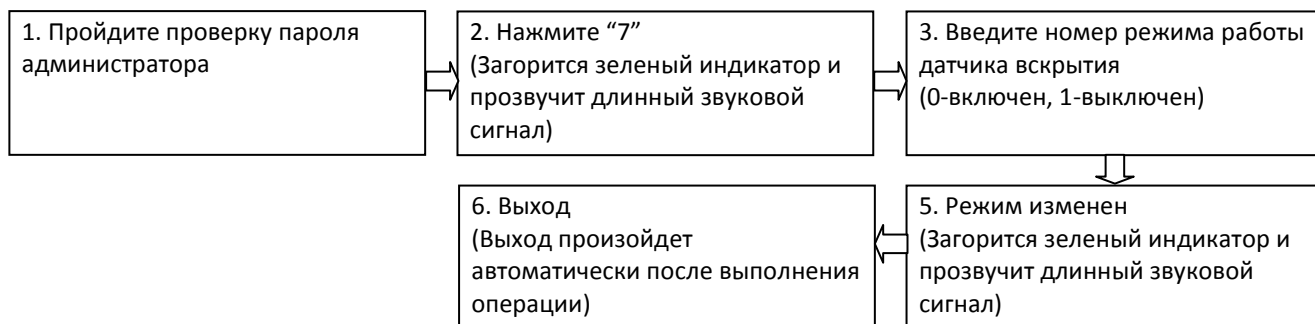 1. Пройдите проверку пароля
администратора
2. Нажмите “7”
(Загорится зеленый индикатор и
прозвучит длинный звуковой
сигнал)
3. Введите номер режима работы
датчика вскрытия
(0-включен, 1-выключен)
5. Режим изменен
(Загорится зеленый индикатор и
прозвучит длинный звуковой
сигнал)
6. Выход
(Выход произойдет
автоматически после выполнения
операции)